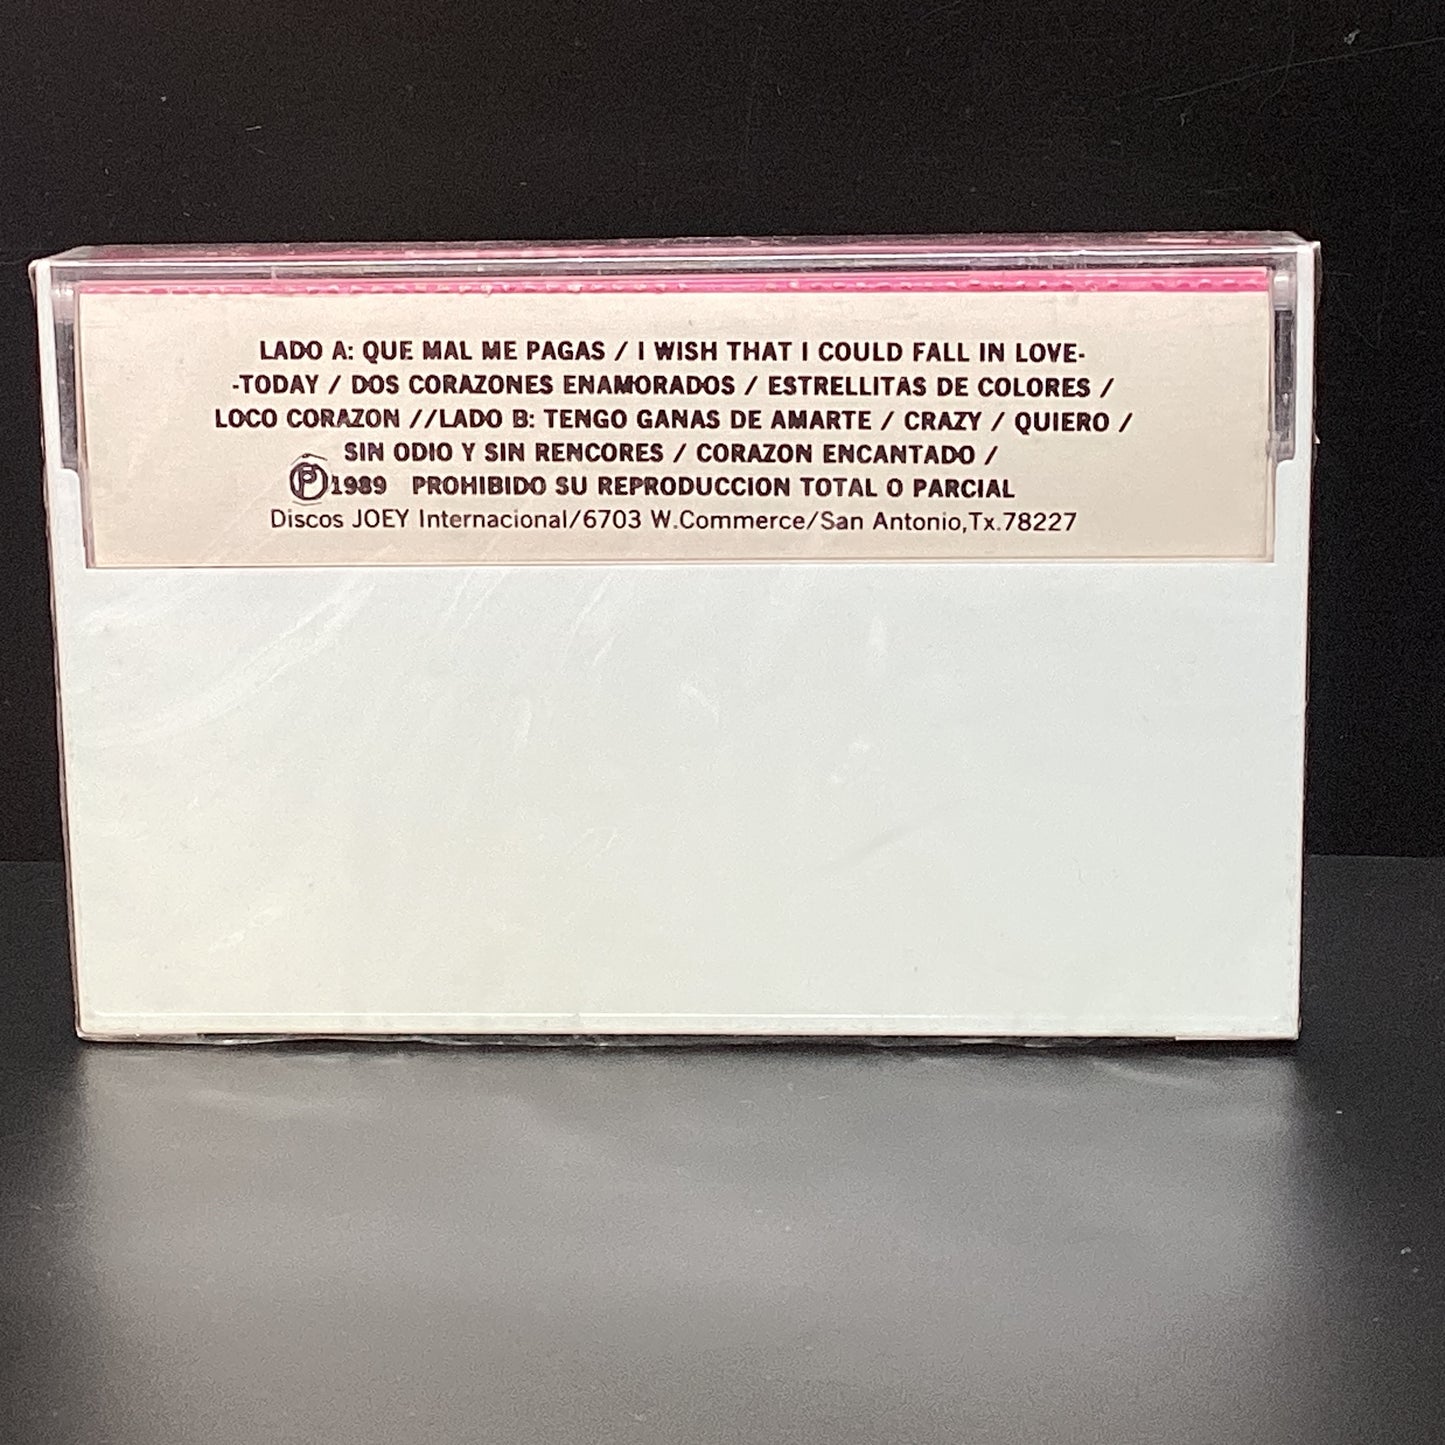 LADO A: QUE MAL ME PAGAS / I WISH THAT I COULD FALL IN LOVE-
-TODAY / DOS CORAZONES ENAMORADOS / ESTRELLITAS DE COLORES /
LOCO CORAZON //LADO B: TENGO GANAS DE AMARTE / CRAZY / QUIERO /
SIN ODIO Y SIN RENCORES / CORAZON ENCANTADO /
Ⓟ1989 PROHIBIDO SU REPRODUCCION TOTAL O PARCIAL
Discos JOEY Internacional/6703 W.Commerce/San Antonio,Tx.78227